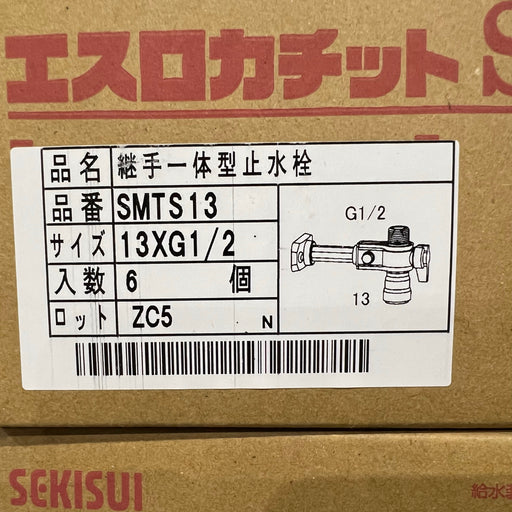 エスロカチット S
品名 継手一体型止水栓
品番 SMTS13
サイズ 13XG1/2
入数 6 個
ロット ZC5 N
G1/2
13
SEKISUI
給水